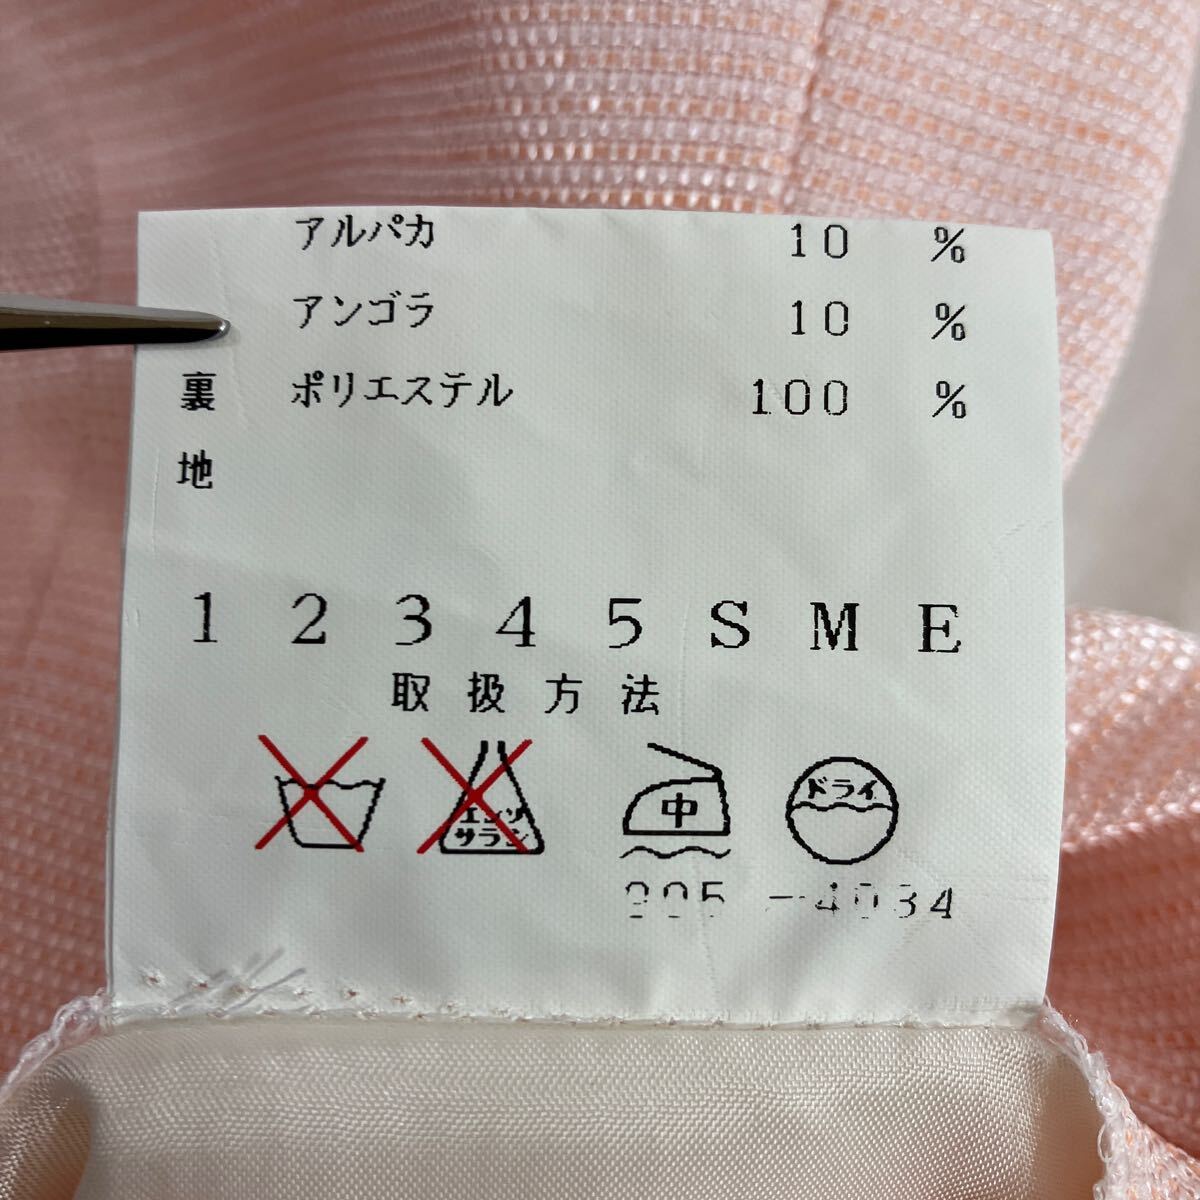 アルパカ 10 %
アンゴラ 10 %
裏地 ポリエステル 100 %
1 2 3 4 5 S M E
取扱方法
エンソ
サラシ
中
ドライ
-4034